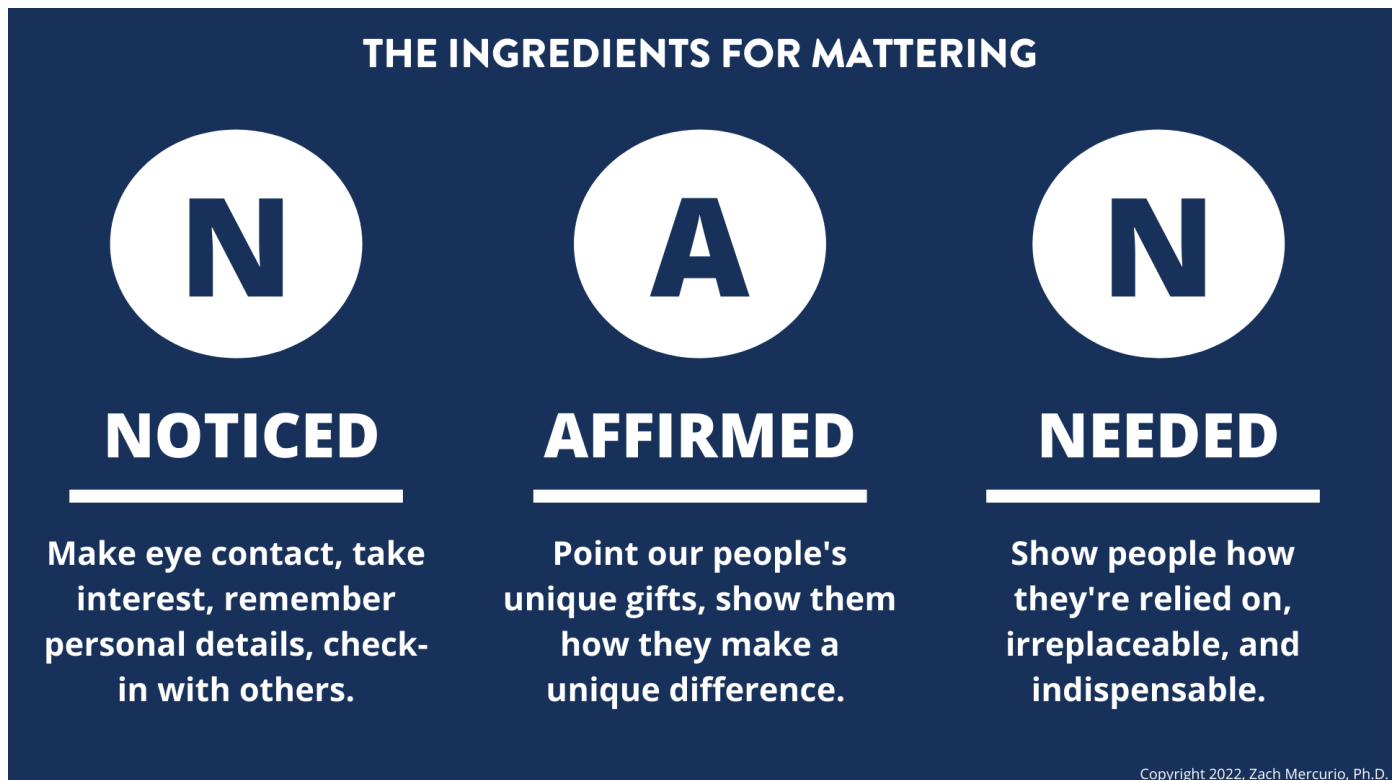 THE INGREDIENTS FOR MATTERING
N
NOTICED
Make eye contact, take
interest, remember
personal details, check-
in with others.
A
AFFIRMED
Point our people's
unique gifts, show them
how they make a
unique difference.
N
NEEDED
Show people how
they're relied on,
irreplaceable, and
indispensable.
Copyright 2022, Zach Mercurio, Ph.D.